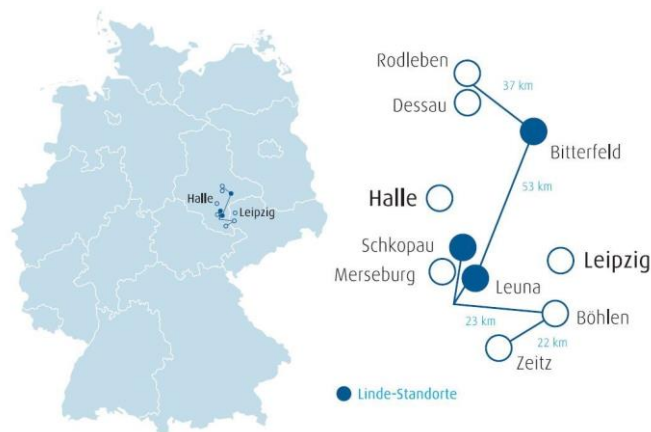 Halle
Leipzig
Rodleben
37 km
Dessau
Bitterfeld
53 km
Halle
Schkopau
Merseburg
Leuna
Leipzig
23 km
Böhlen
22 km
Zeitz
Linde-Standorte